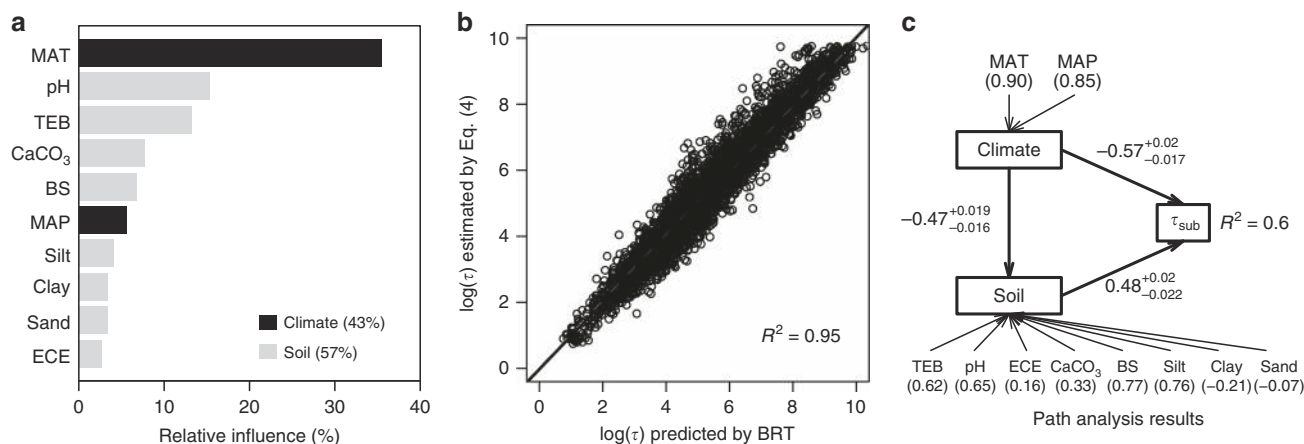 a
MAT
pH
TEB
CaCO₃
BS
MAP
Silt
Clay
Sand
ECE
Climate (43%)
Soil (57%)
0 10 20 30 40
Relative influence (%)
b
log(τ) estimated by Eq. (4)
10
8
6
4
2
0
R² = 0.95
0 2 4 6 8 10
log(τ) predicted by BRT
c
MAT MAP
(0.90) (0.85)
Climate
−0.57 +0.02 −0.017
−0.47 +0.019 −0.016
τsub R² = 0.6
Soil
0.48 +0.02 −0.022
TEB pH ECE CaCO₃ BS Silt Clay Sand
(0.62) (0.65) (0.16) (0.33) (0.77) (0.76) (−0.21) (−0.07)
Path analysis results